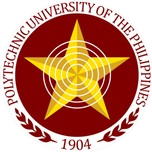 POLYTECHNIC UNIVERSITY OF THE PHILIPPINES
1904